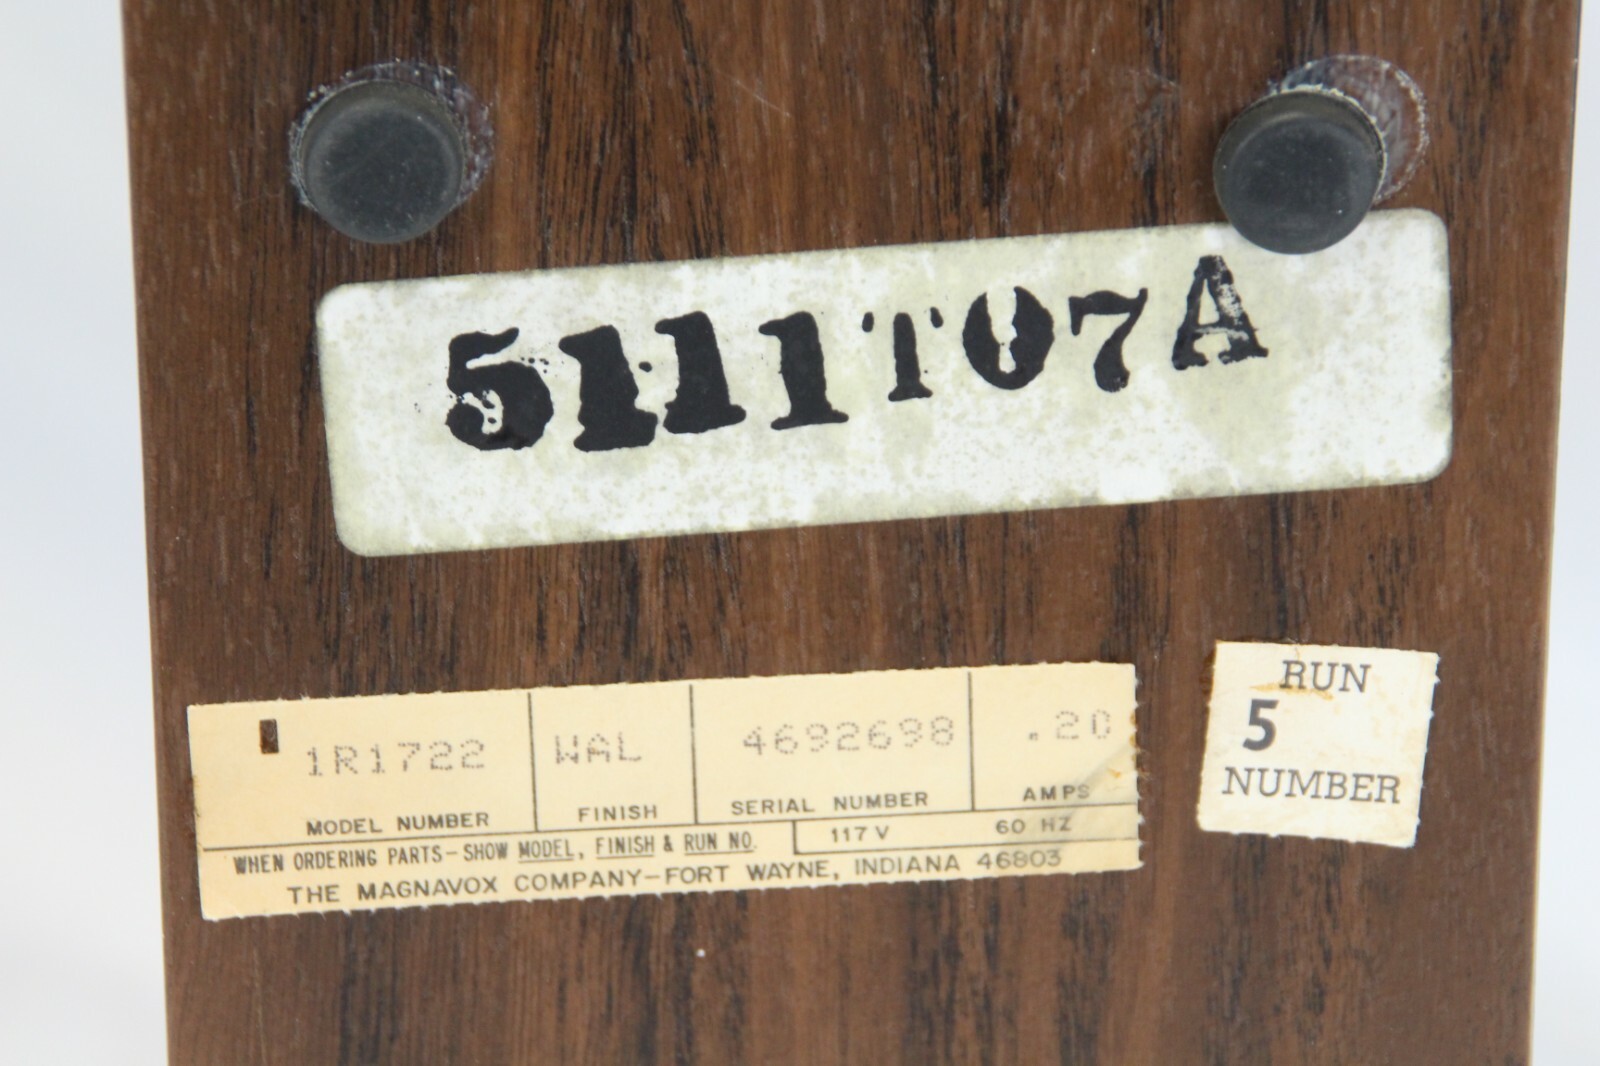 5111T07A
1R1722 WAL 4692698 .20
MODEL NUMBER FINISH SERIAL NUMBER AMPS
WHEN ORDERING PARTS-SHOW MODEL, FINISH & RUN NO. 117 V 60 HZ
THE MAGNAVOX COMPANY-FORT WAYNE, INDIANA 46803
RUN
5
NUMBER